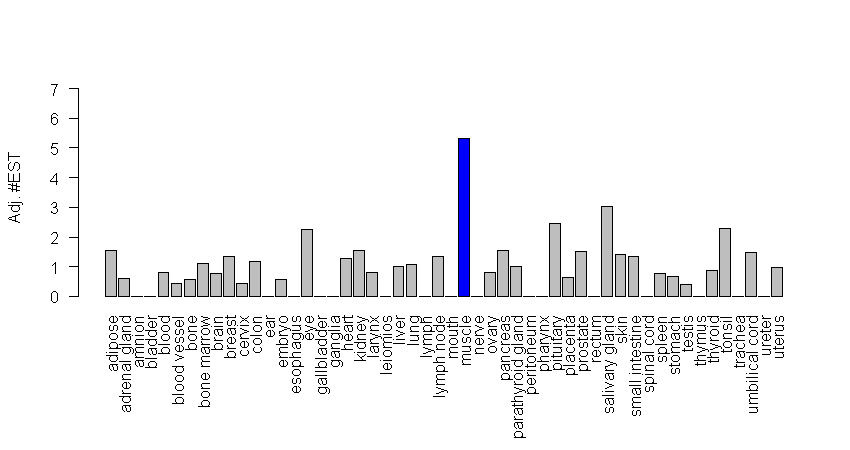 7
6
5
4
3
2
1
0
Adj. #EST
adipose
adrenal gland
amnion
bladder
blood
blood vessel
bone
bone marrow
brain
breast
cervix
colon
ear
embryo
esophagus
eye
gallbladder
ganglia
heart
kidney
larynx
leiomios
liver
lung
lymph
lymph node
mouth
muscle
nerve
ovary
pancreas
parathyroid gland
peritoneum
pharynx
pituitary
placenta
prostate
rectum
salivary gland
skin
small intestine
spinal cord
spleen
stomach
testis
thymus
thyroid
tonsil
trachea
umbilical cord
ureter
uterus